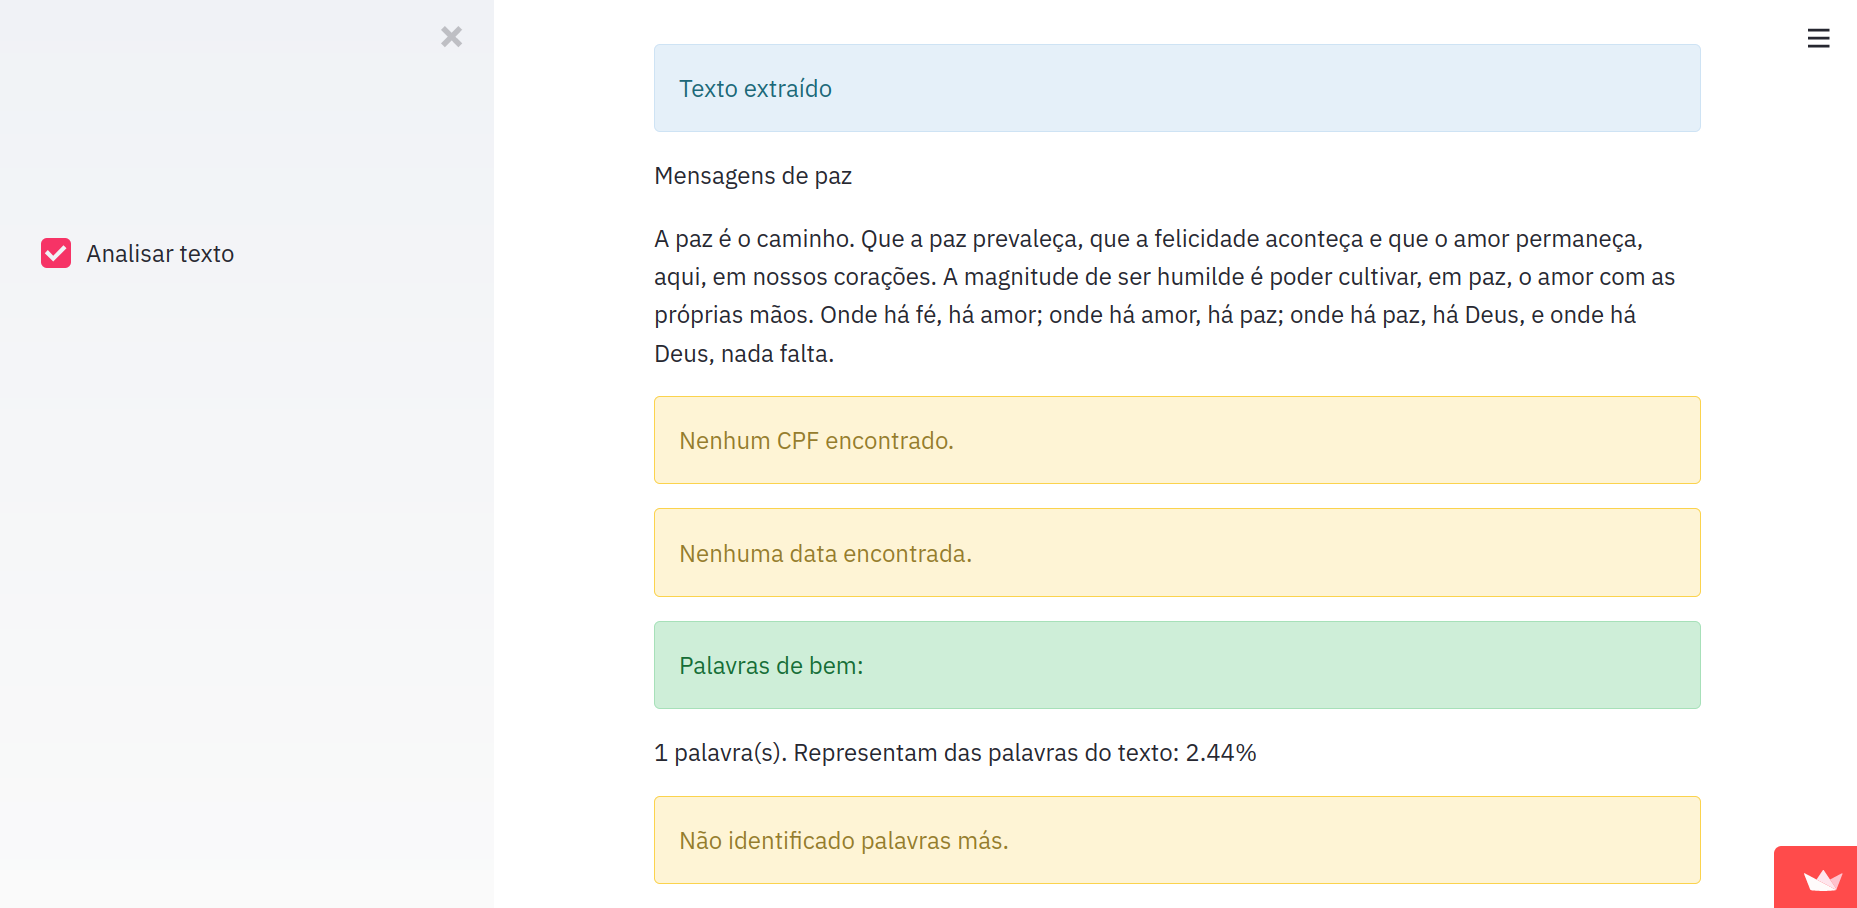 Texto extraído
Mensagens de paz
Analisar texto
A paz é o caminho. Que a paz prevaleça, que a felicidade aconteça e que o amor permaneça,
aqui, em nossos corações. A magnitude de ser humilde é poder cultivar, em paz, o amor com as
próprias mãos. Onde há fé, há amor; onde há amor, há paz; onde há paz, há Deus, e onde há
Deus, nada falta.
Nenhum CPF encontrado.
Nenhuma data encontrada.
Palavras de bem:
1 palavra(s). Representam das palavras do texto: 2.44%
Não identificado palavras más.